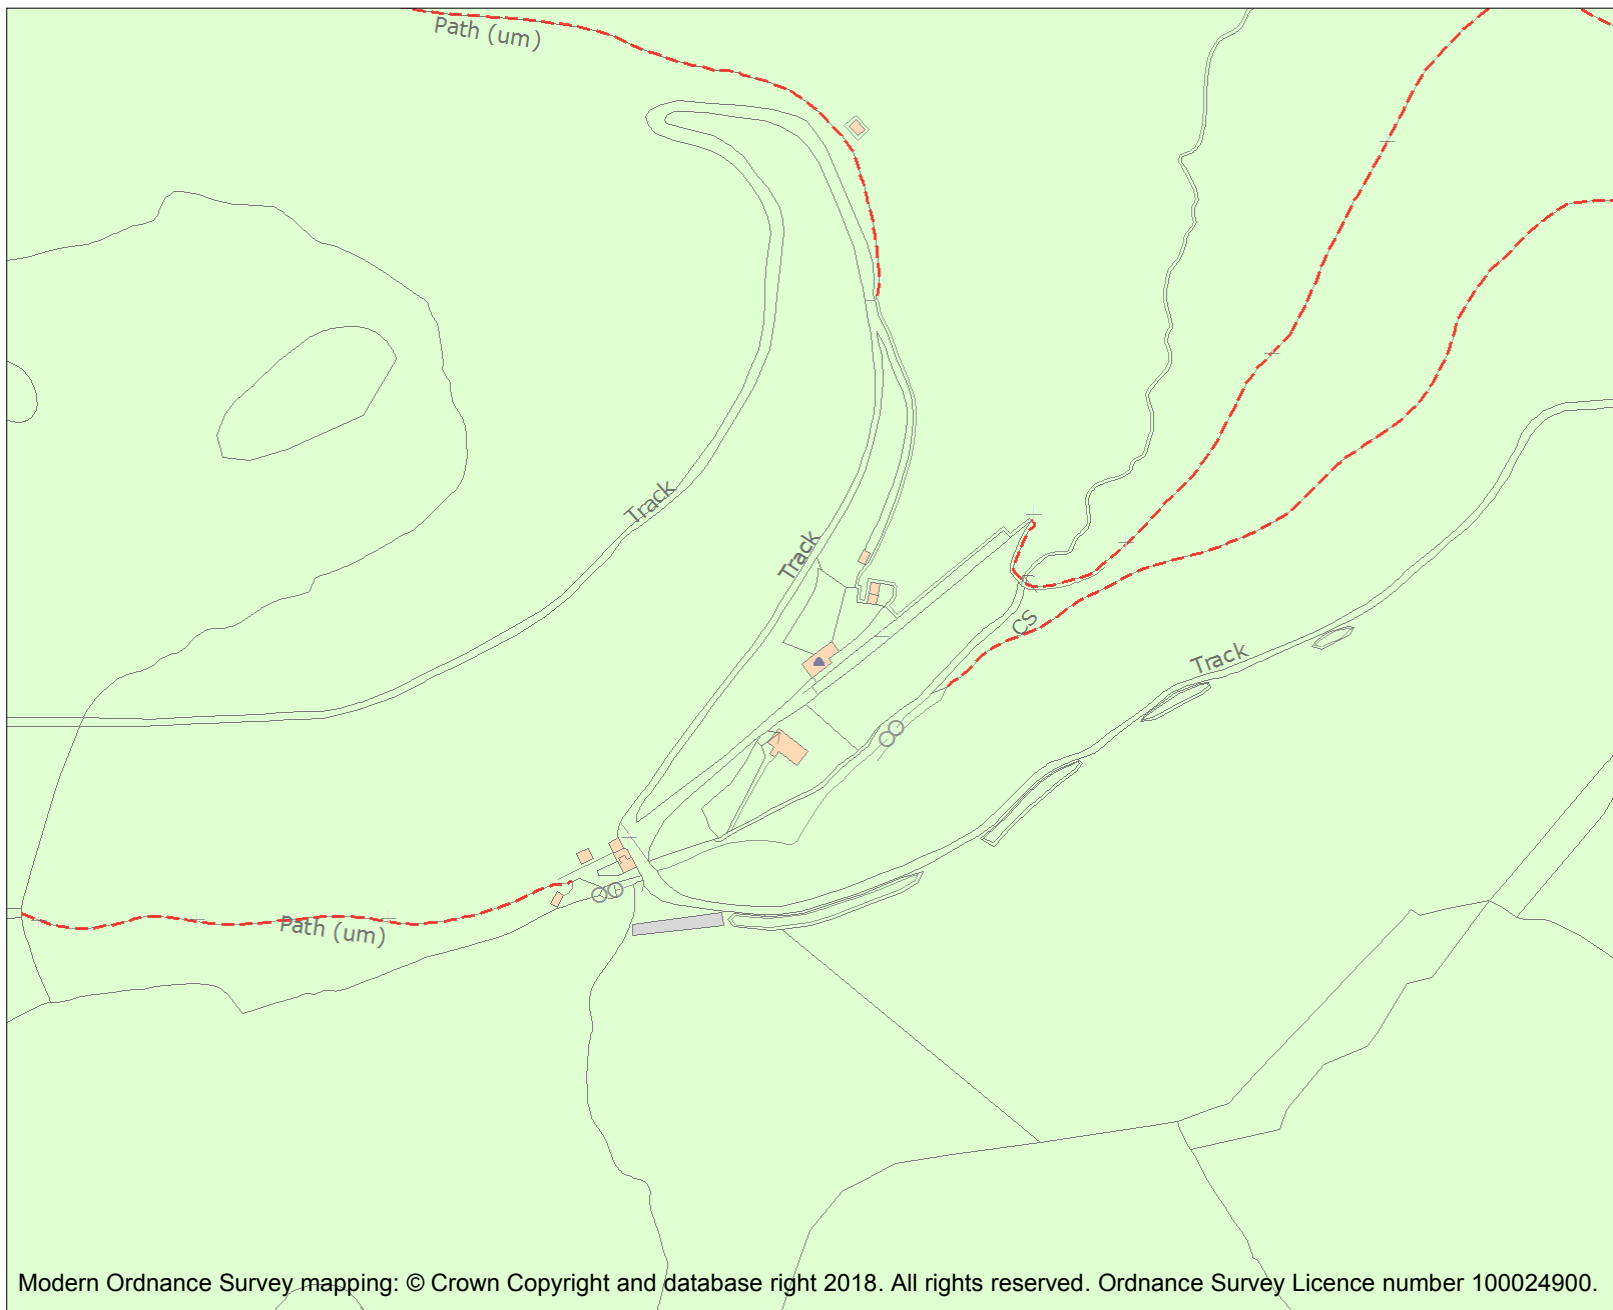 Path (um)
Track
Track
CS
Track
Path (um)
Modern Ordnance Survey mapping: © Crown Copyright and database right 2018. All rights reserved. Ordnance Survey Licence number 100024900.